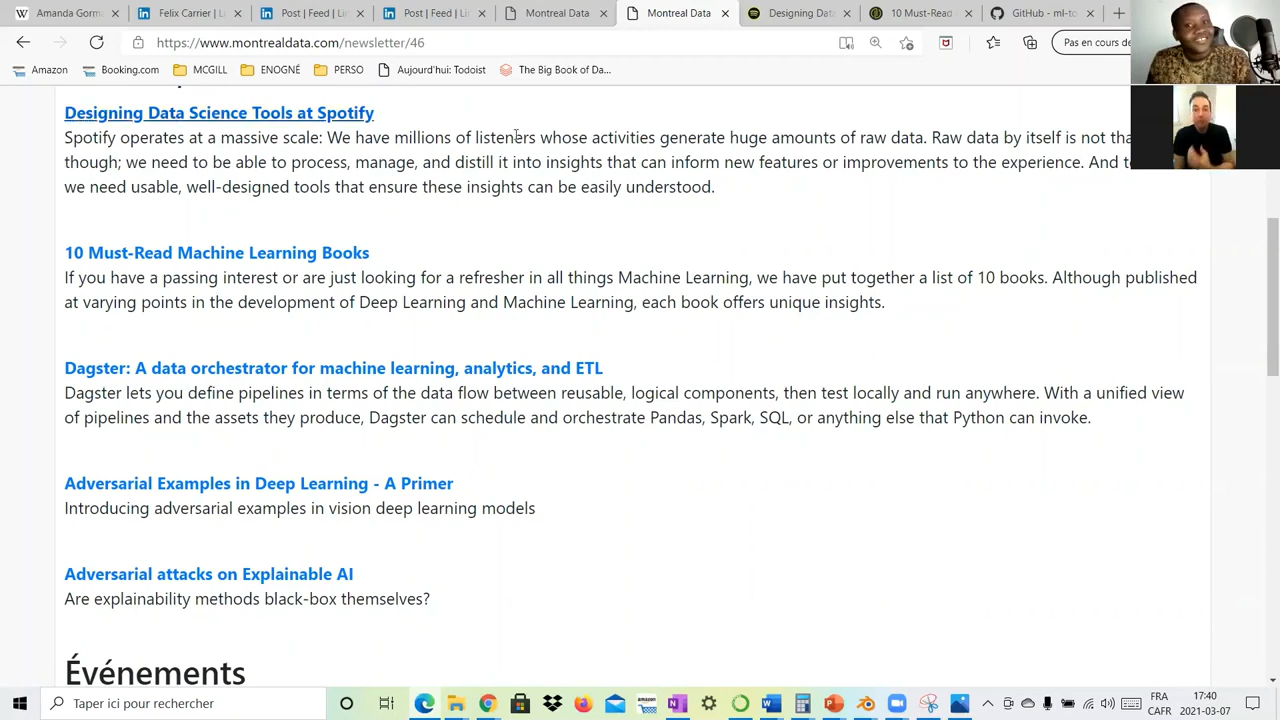 Amanda Gorm
Felix Carrier | Li
Post | Feed | Lin
Post | Feed | Lin
Montreal Data
Montreal Data
Designing Data
10 Must-Read
GitHub - ml-to
https://www.montrealdata.com/newsletter/46
Pas en cours de
Amazon
Booking.com
MCGILL
ENOGNÉ
PERSO
Aujourd'hui: Todoist
The Big Book of Da...
Designing Data Science Tools at Spotify
Spotify operates at a massive scale: We have millions of listeners whose activities generate huge amounts of raw data. Raw data by itself is not
though; we need to be able to process, manage, and distill it into insights that can inform new features or improvements to the experience. And
we need usable, well-designed tools that ensure these insights can be easily understood.
10 Must-Read Machine Learning Books
If you have a passing interest or are just looking for a refresher in all things Machine Learning, we have put together a list of 10 books. Although published
at varying points in the development of Deep Learning and Machine Learning, each book offers unique insights.
Dagster: A data orchestrator for machine learning, analytics, and ETL
Dagster lets you define pipelines in terms of the data flow between reusable, logical components, then test locally and run anywhere. With a unified view
of pipelines and the assets they produce, Dagster can schedule and orchestrate Pandas, Spark, SQL, or anything else that Python can invoke.
Adversarial Examples in Deep Learning - A Primer
Introducing adversarial examples in vision deep learning models
Adversarial attacks on Explainable AI
Are explainability methods black-box themselves?
Événements
Taper ici pour rechercher
FRA
CAFR
17:40
2021-03-07